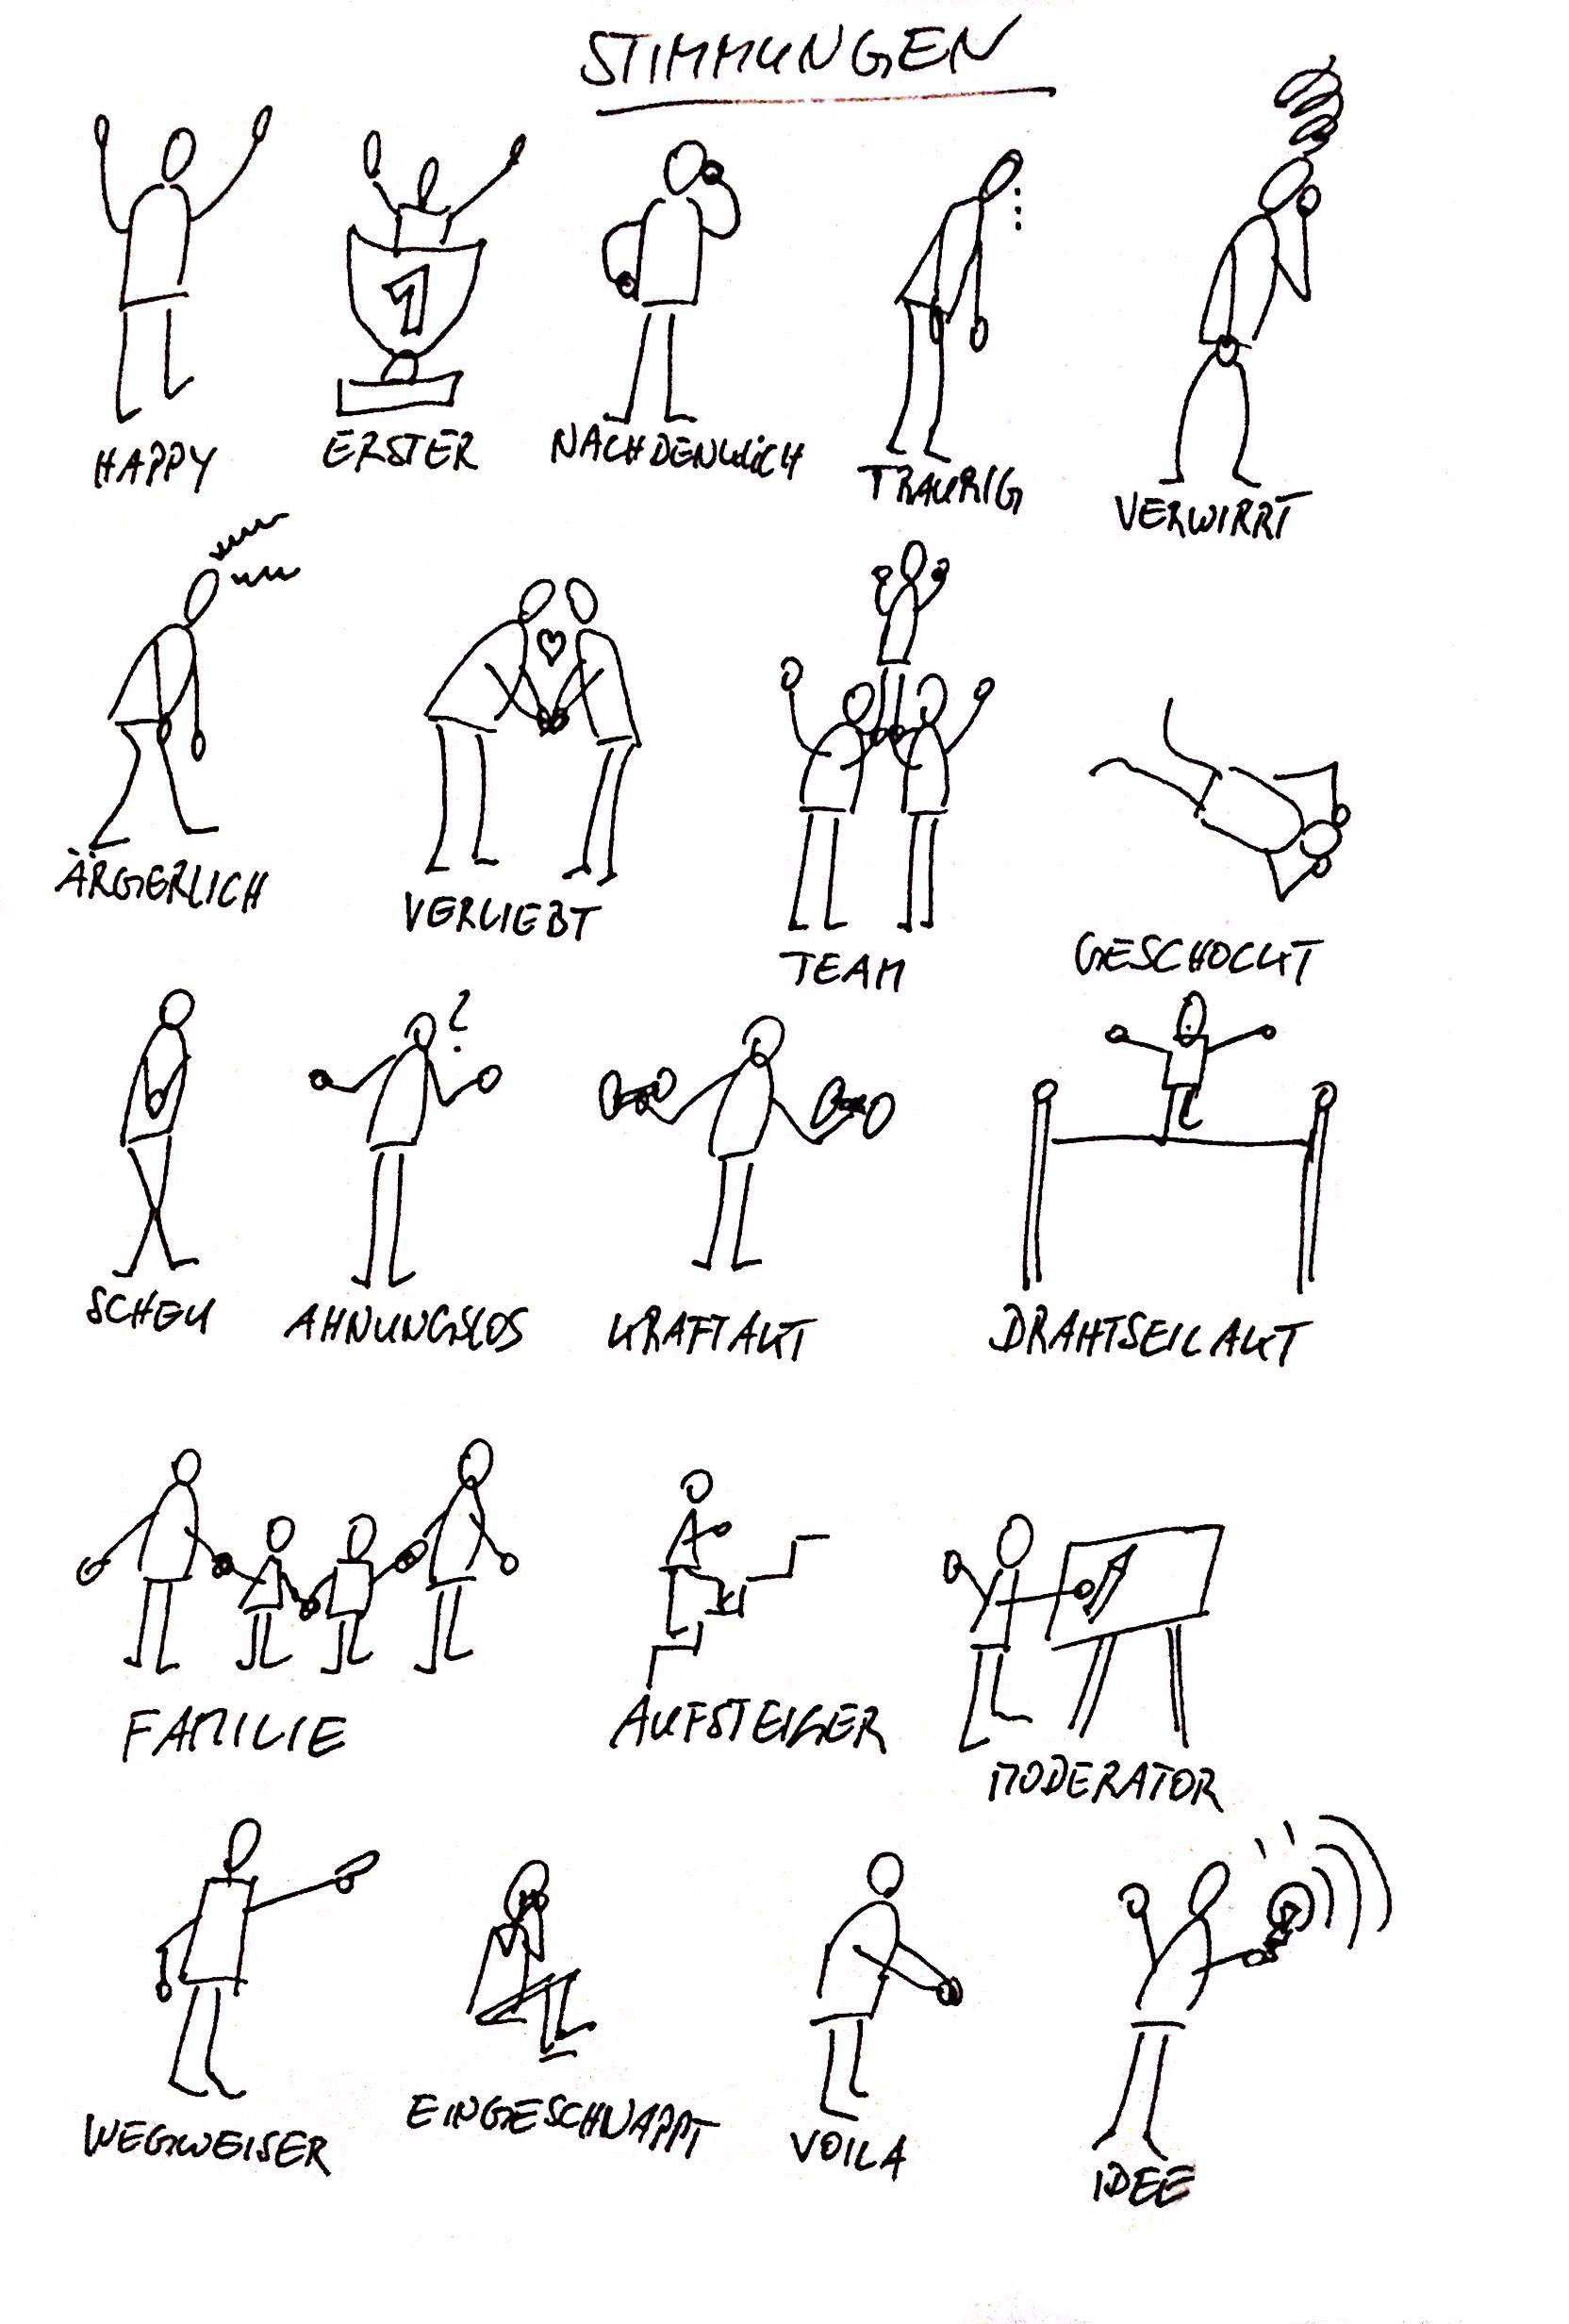 STIMMUNGEN
1
HAPPY
ERSTER
NACHDENKLICH
TRAURIG
VERWIRRT
ÄRGERLICH
VERLIEBT
TEAM
GESCHOCKT
?
SCHEU
AHNUNGSLOS
KRAFTAKT
DRAHTSEILAKT
FAMILIE
AUFSTEIGER
MODERATOR
WEGWEISER
EINGESCHNAPPT
VOILA
IDEE